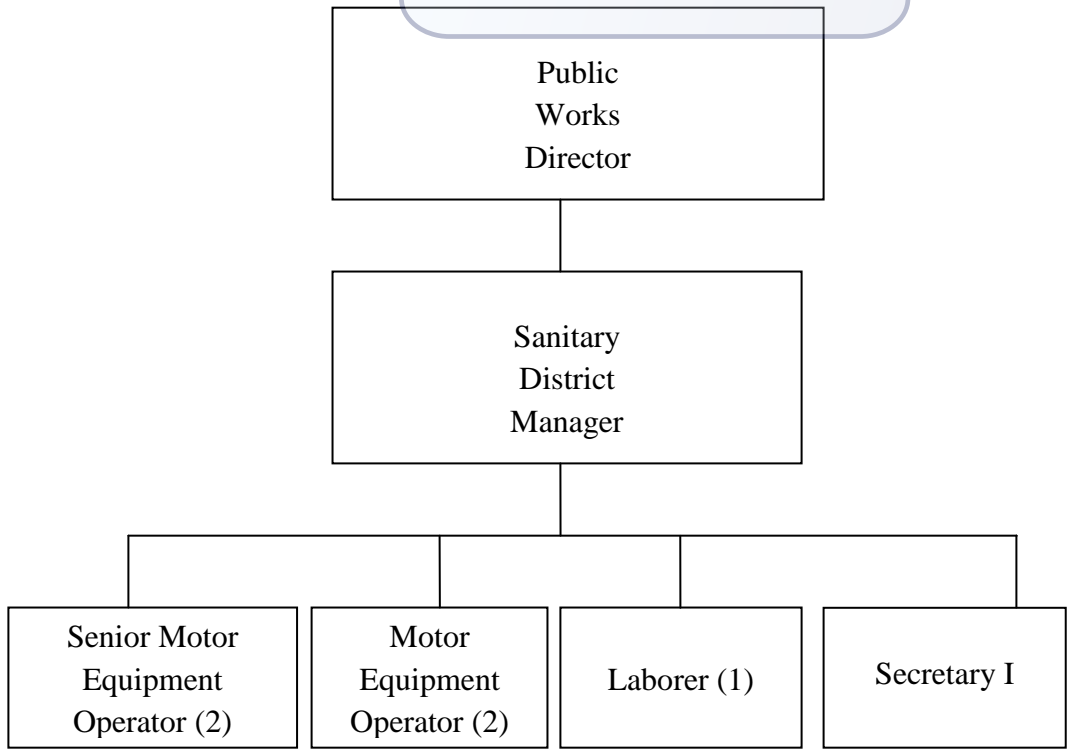 Public
Works
Director
Sanitary
District
Manager
Senior Motor
Equipment
Operator (2)
Motor
Equipment
Operator (2)
Laborer (1)
Secretary I